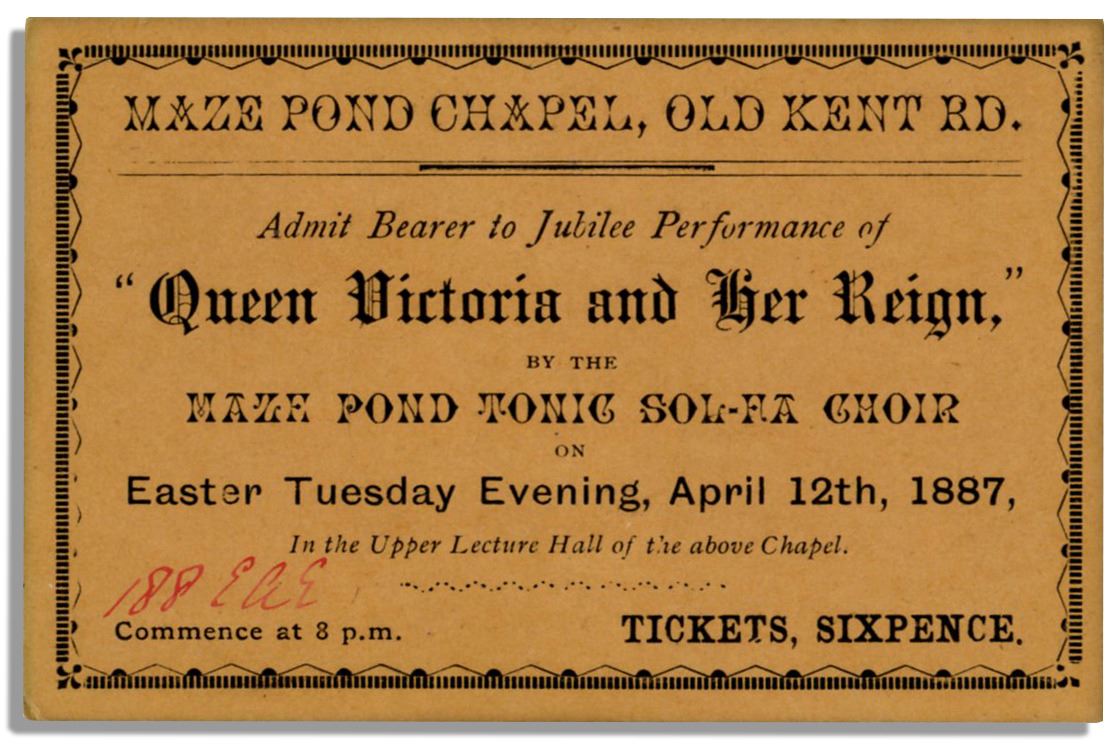 MAZE POND CHAPEL, OLD KENT RD.
Admit Bearer to Jubilee Performance of
"Queen Victoria and Her Reign,"
BY THE
MAZE POND TONIC SOL-FA CHOIR
ON
Easter Tuesday Evening, April 12th, 1887,
In the Upper Lecture Hall of the above Chapel.
188 EAE
Commence at 8 p.m.
TICKETS, SIXPENCE.